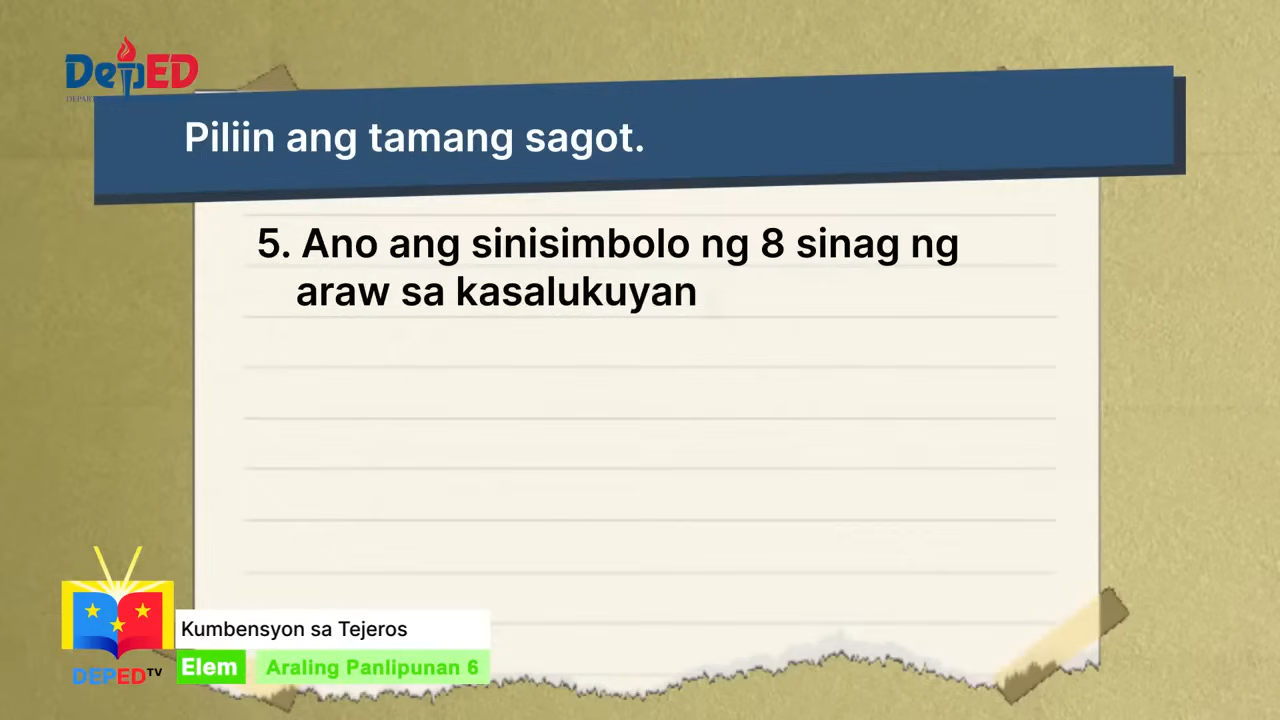 DepED
Piliin ang tamang sagot.
5. Ano ang sinisimbolo ng 8 sinag ng
araw sa kasalukuyan
Kumbensyon sa Tejeros
DEPED TV
Elem Araling Panlipunan 6